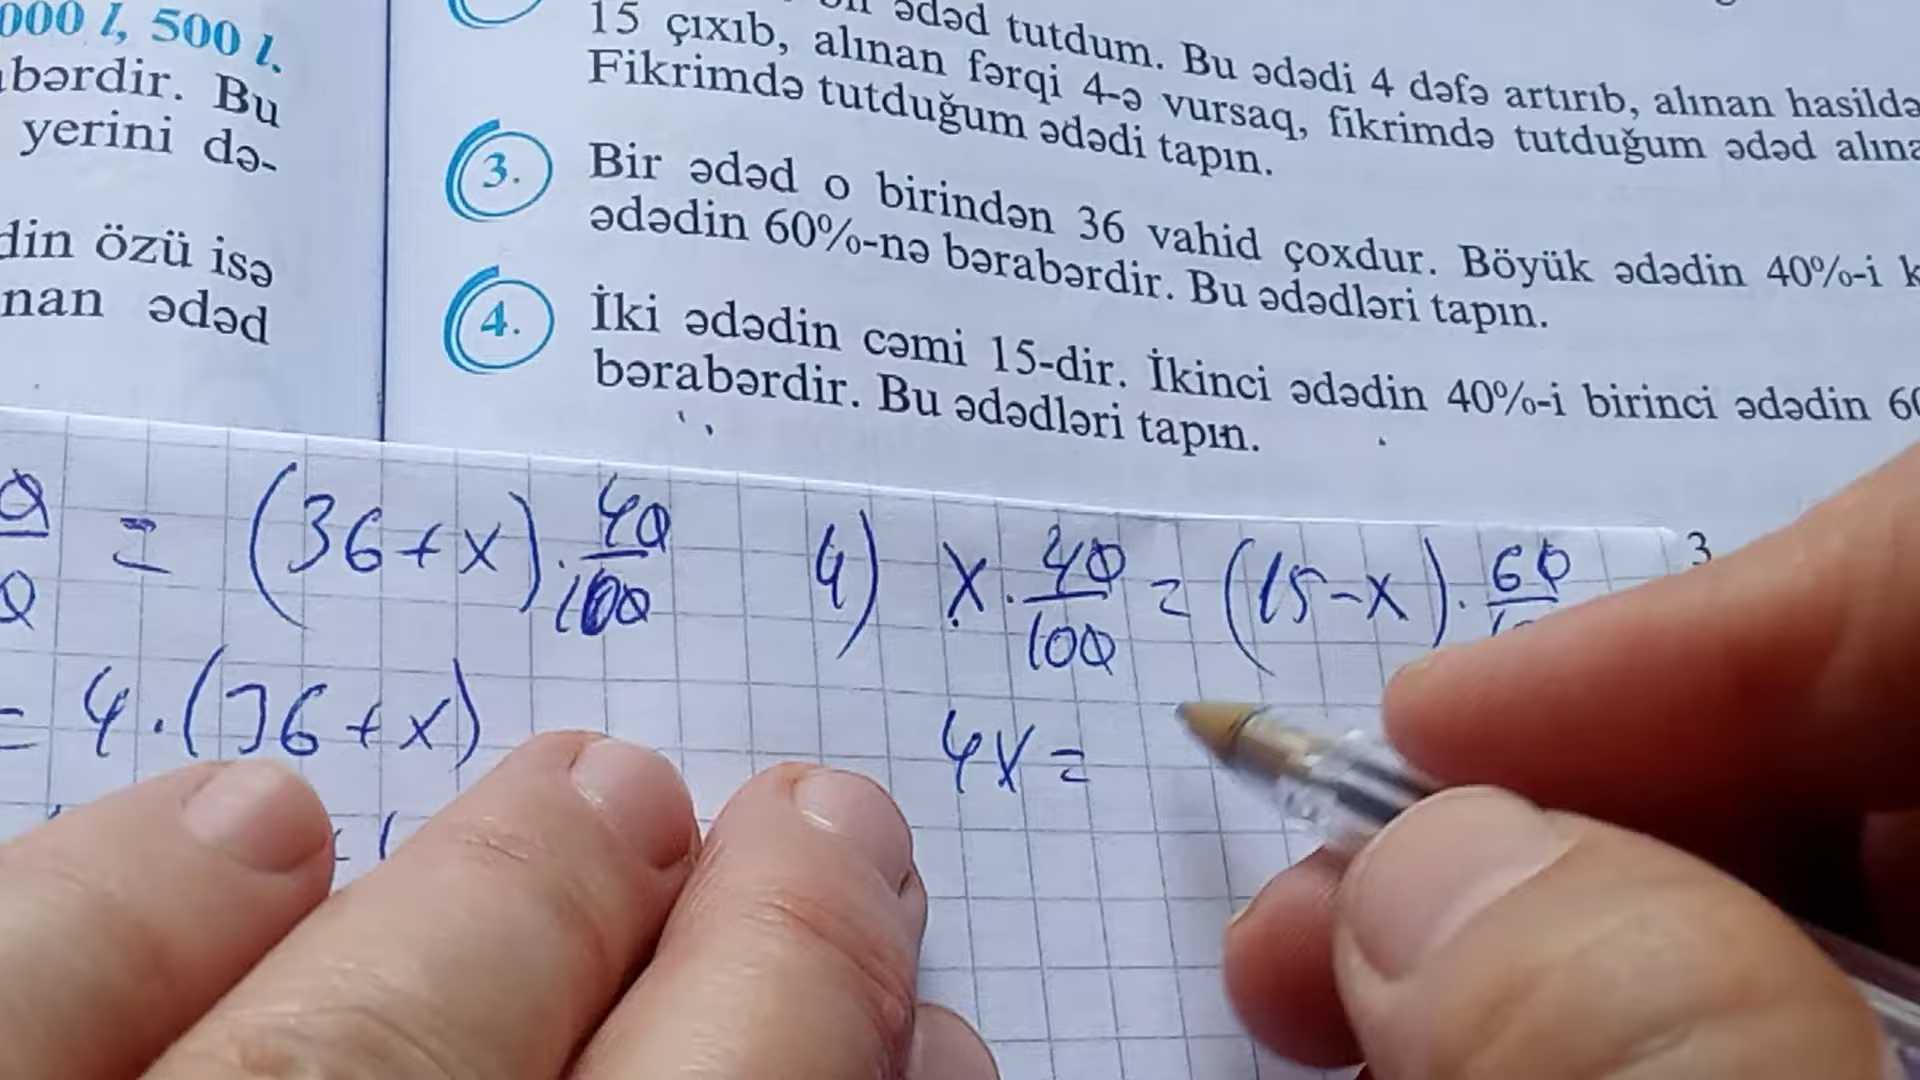 000 l, 500 l.
bərdir. Bu
yerini də-
din özü isə
nan ədəd
ədəd tutdum. Bu ədədi 4 dəfə artırıb, alınan hasildə
15 çıxıb, alınan fərqi 4-ə vursaq, fikrimdə tutduğum ədəd alına
Fikrimdə tutduğum ədədi tapın.
3. Bir ədəd o birindən 36 vahid çoxdur. Böyük ədədin 40%-i k
ədədin 60%-nə bərabərdir. Bu ədədləri tapın.
4. İki ədədin cəmi 15-dir. İkinci ədədin 40%-i birinci ədədin 60
bərabərdir. Bu ədədləri tapın.
= (36+x) · 40/100
= 4 · (36+x)
4) x · 40/100 = (15-x) · 60
4x =
3